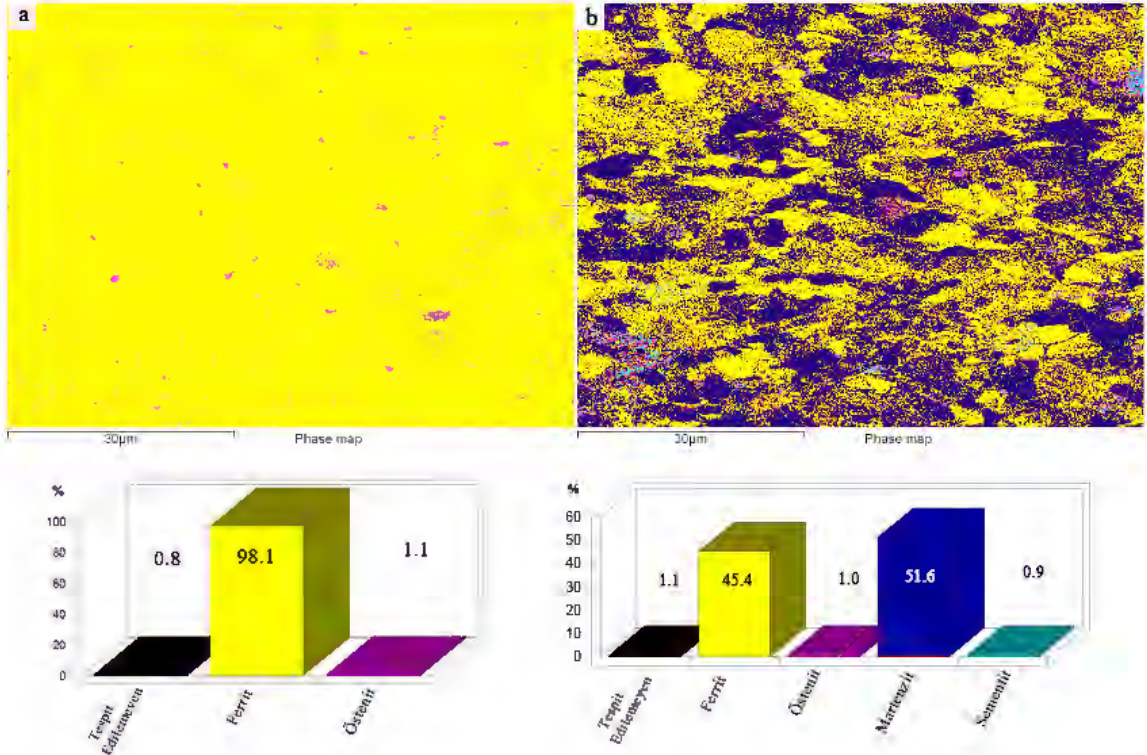 a
b
30µm
Phase map
30µm
Phase map
%
100
80
60
40
20
0
0.8
98.1
1.1
Tespit
Edilemeyen
Ferrit
Östenit
%
60
50
40
30
20
10
0
1.1
45.4
1.0
51.6
0.9
Tespit
Edilemeyen
Ferrit
Östenit
Martenzit
Sementit